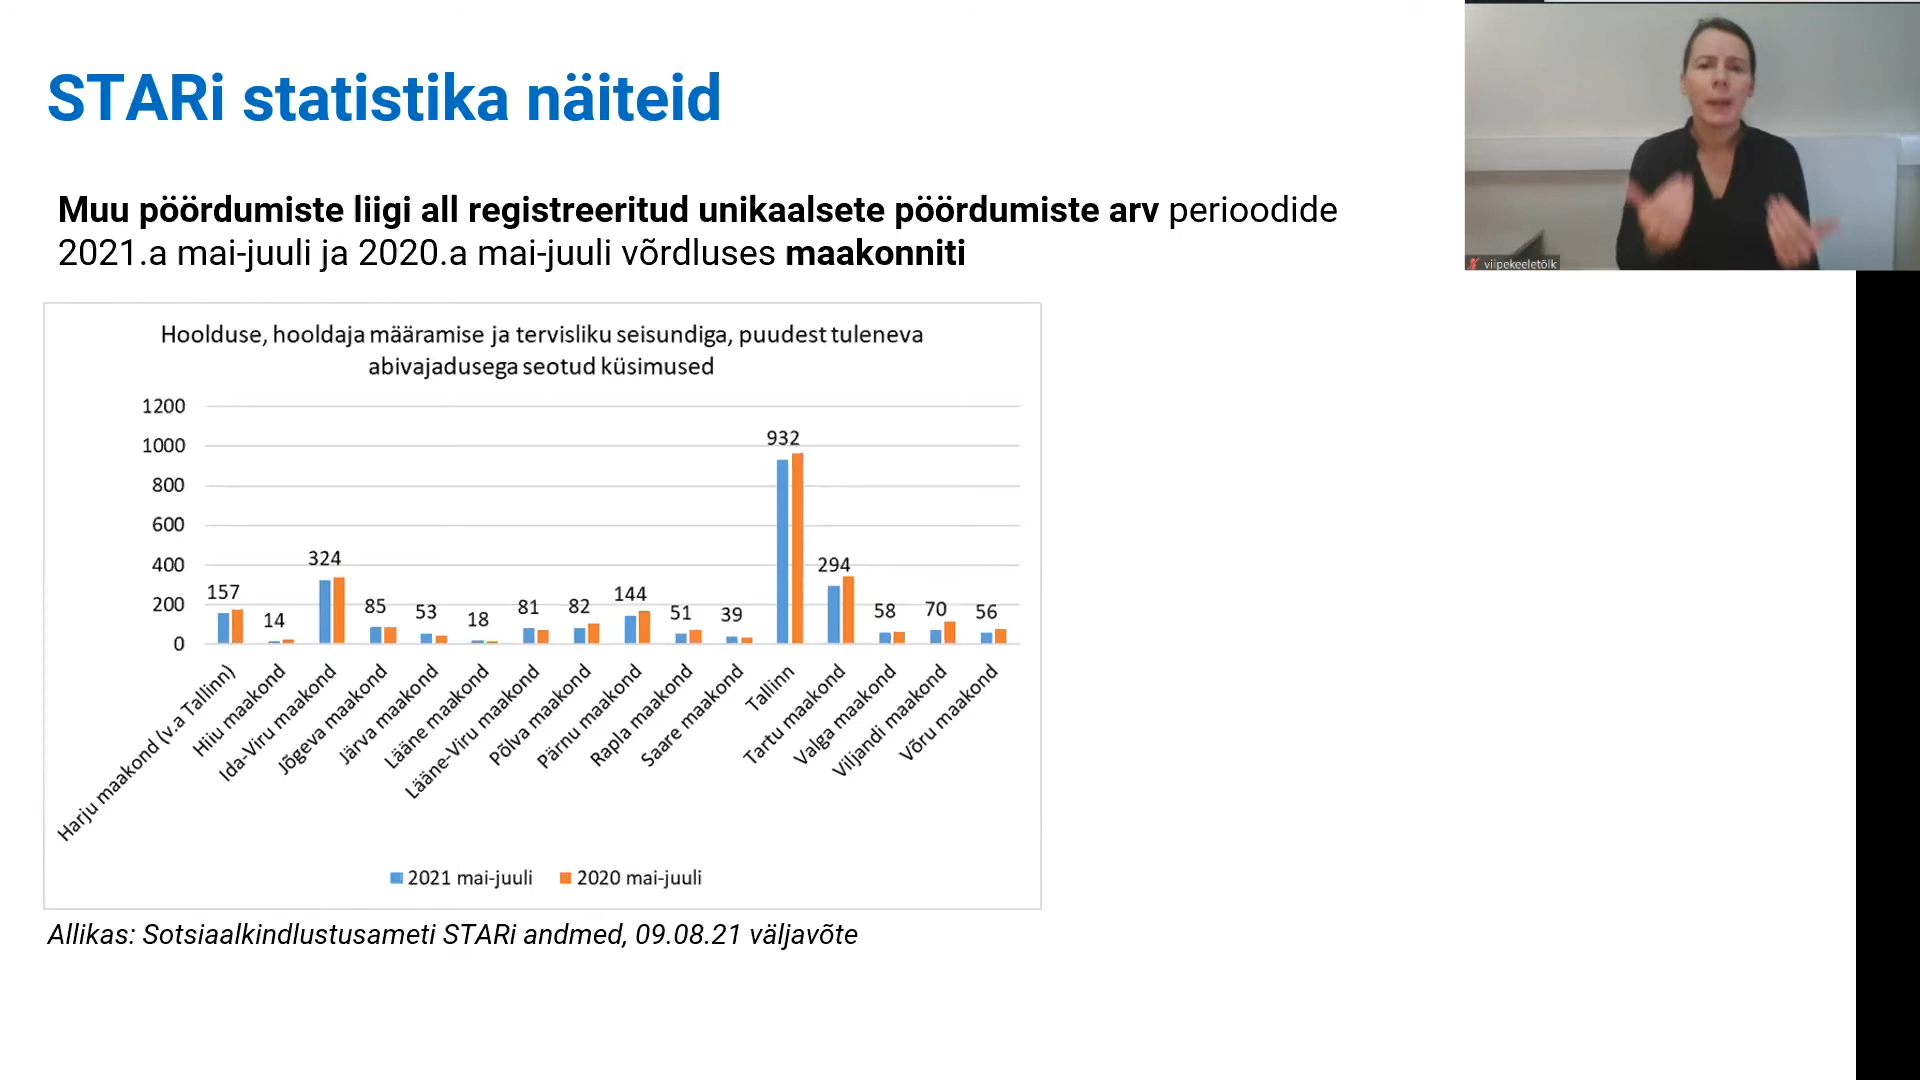 STARi statistika näiteid
Muu pöördumiste liigi all registreeritud unikaalsete pöördumiste arv perioodide
2021.a mai-juuli ja 2020.a mai-juuli võrdluses maakonniti
viipekeeletõlk
Hoolduse, hooldaja määramise ja tervisliku seisundiga, puudest tuleneva
abivajadusega seotud küsimused
1200
1000
800
600
400
200
0
157
14
324
85
53
18
81
82
144
51
39
932
294
58
70
56
Harju maakond (v.a Tallinn)
Hiiu maakond
Ida-Viru maakond
Jõgeva maakond
Järva maakond
Lääne maakond
Lääne-Viru maakond
Põlva maakond
Pärnu maakond
Rapla maakond
Saare maakond
Tallinn
Tartu maakond
Valga maakond
Viljandi maakond
Võru maakond
2021 mai-juuli
2020 mai-juuli
Allikas: Sotsiaalkindlustusameti STARi andmed, 09.08.21 väljavõte